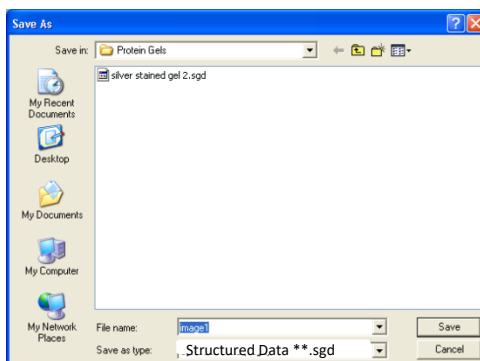 Save As
Save in: Protein Gels
silver stained gel 2.sgd
My Recent
Documents
Desktop
My Documents
My Computer
My Network
Places
File name: image1 Save
Save as type: Structured Data **.sgd Cancel